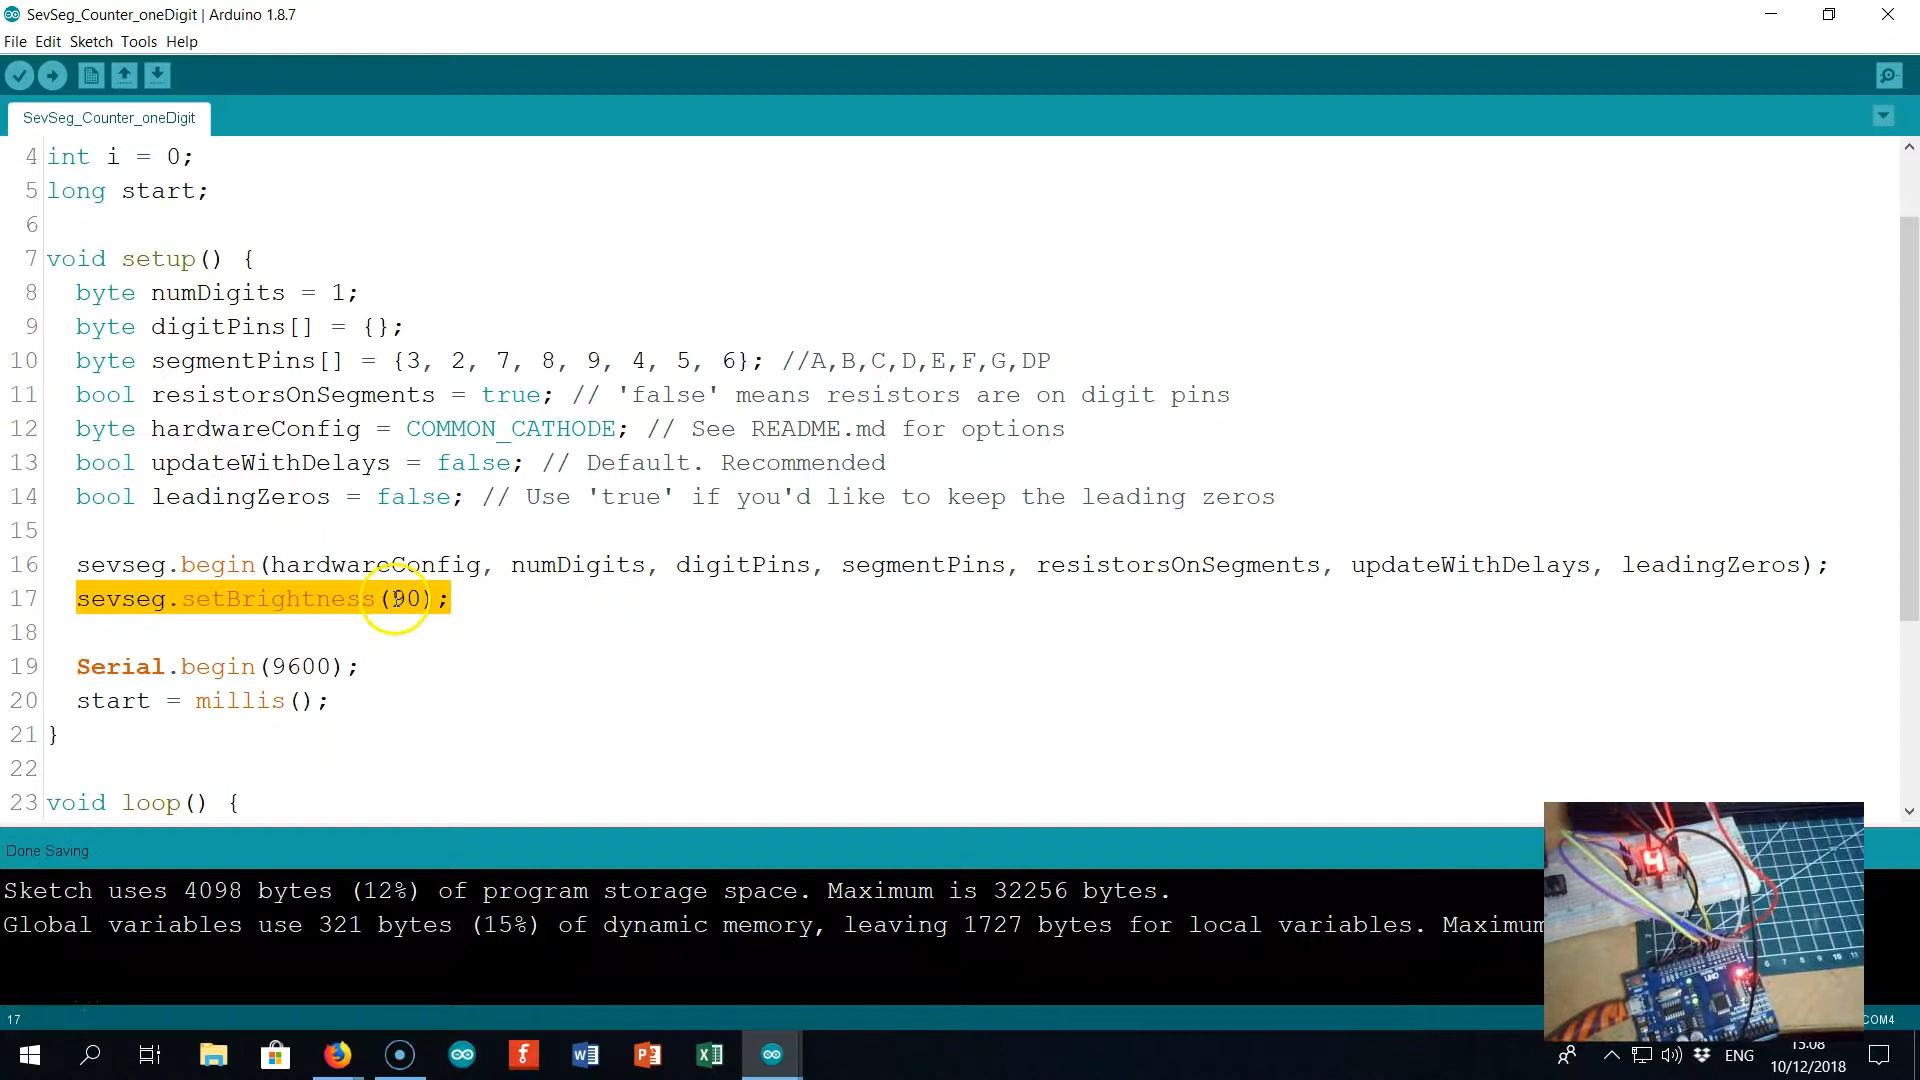 SevSeg_Counter_oneDigit | Arduino 1.8.7
File Edit Sketch Tools Help
SevSeg_Counter_oneDigit
4 int i = 0;
5 long start;
6
7 void setup() {
8 byte numDigits = 1;
9 byte digitPins[] = {};
10 byte segmentPins[] = {3, 2, 7, 8, 9, 4, 5, 6}; //A,B,C,D,E,F,G,DP
11 bool resistorsOnSegments = true; // 'false' means resistors are on digit pins
12 byte hardwareConfig = COMMON_CATHODE; // See README.md for options
13 bool updateWithDelays = false; // Default. Recommended
14 bool leadingZeros = false; // Use 'true' if you'd like to keep the leading zeros
15
16 sevseg.begin(hardwareConfig, numDigits, digitPins, segmentPins, resistorsOnSegments, updateWithDelays, leadingZeros);
17 sevseg.setBrightness(90);
18
19 Serial.begin(9600);
20 start = millis();
21 }
22
23 void loop() {
Done Saving.
Sketch uses 4098 bytes (12%) of program storage space. Maximum is 32256 bytes.
Global variables use 321 bytes (15%) of dynamic memory, leaving 1727 bytes for local variables. Maximum
4
UNO
17
COM4
ENG
15:08
10/12/2018